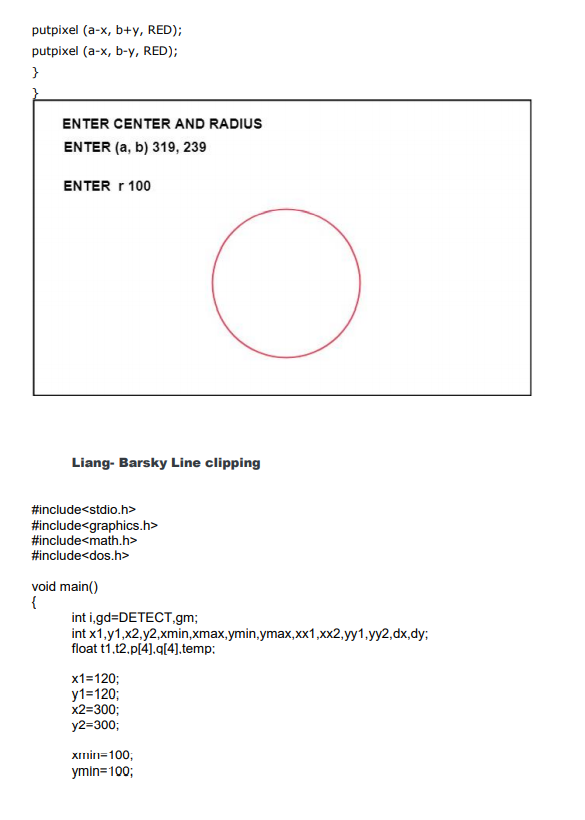 putpixel (a-x, b+y, RED);
putpixel (a-x, b-y, RED);
}
}
ENTER CENTER AND RADIUS
ENTER (a, b) 319, 239
ENTER r 100
Liang- Barsky Line clipping
#include<stdio.h>
#include<graphics.h>
#include<math.h>
#include<dos.h>
void main()
{
int i,gd=DETECT,gm;
int x1,y1,x2,y2,xmin,xmax,ymin,ymax,xx1,xx2,yy1,yy2,dx,dy;
float t1,t2,p[4],q[4],temp;
x1=120;
y1=120;
x2=300;
y2=300;
xmin=100;
ymin=100;